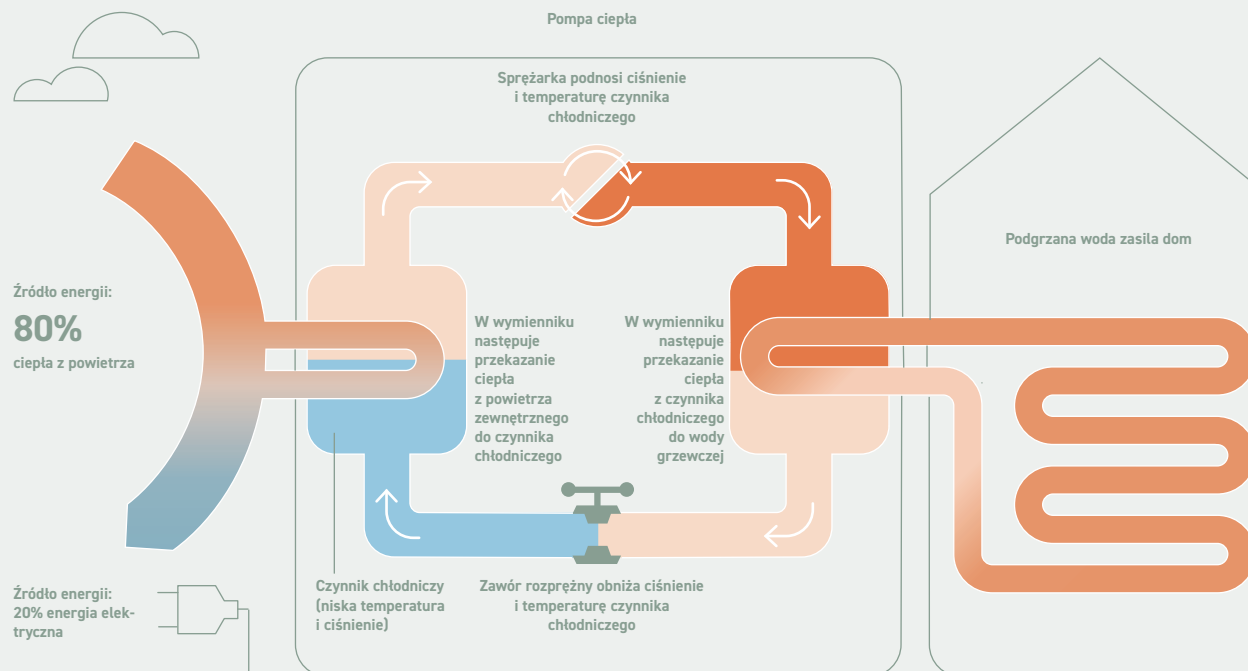 Pompa ciepła
Sprężarka podnosi ciśnienie
i temperaturę czynnika
chłodniczego
Podgrzana woda zasila dom
Źródło energii:
80%
ciepła z powietrza
W wymienniku
następuje
przekazanie
ciepła
z powietrza
zewnętrznego
do czynnika
chłodniczego
W wymienniku
następuje
przekazanie
ciepła
z czynnika
chłodniczego
do wody
grzewczej
Źródło energii:
20% energia elek-
tryczna
Czynnik chłodniczy
(niska temperatura
i ciśnienie)
Zawór rozprężny obniża ciśnienie
i temperaturę czynnika
chłodniczego